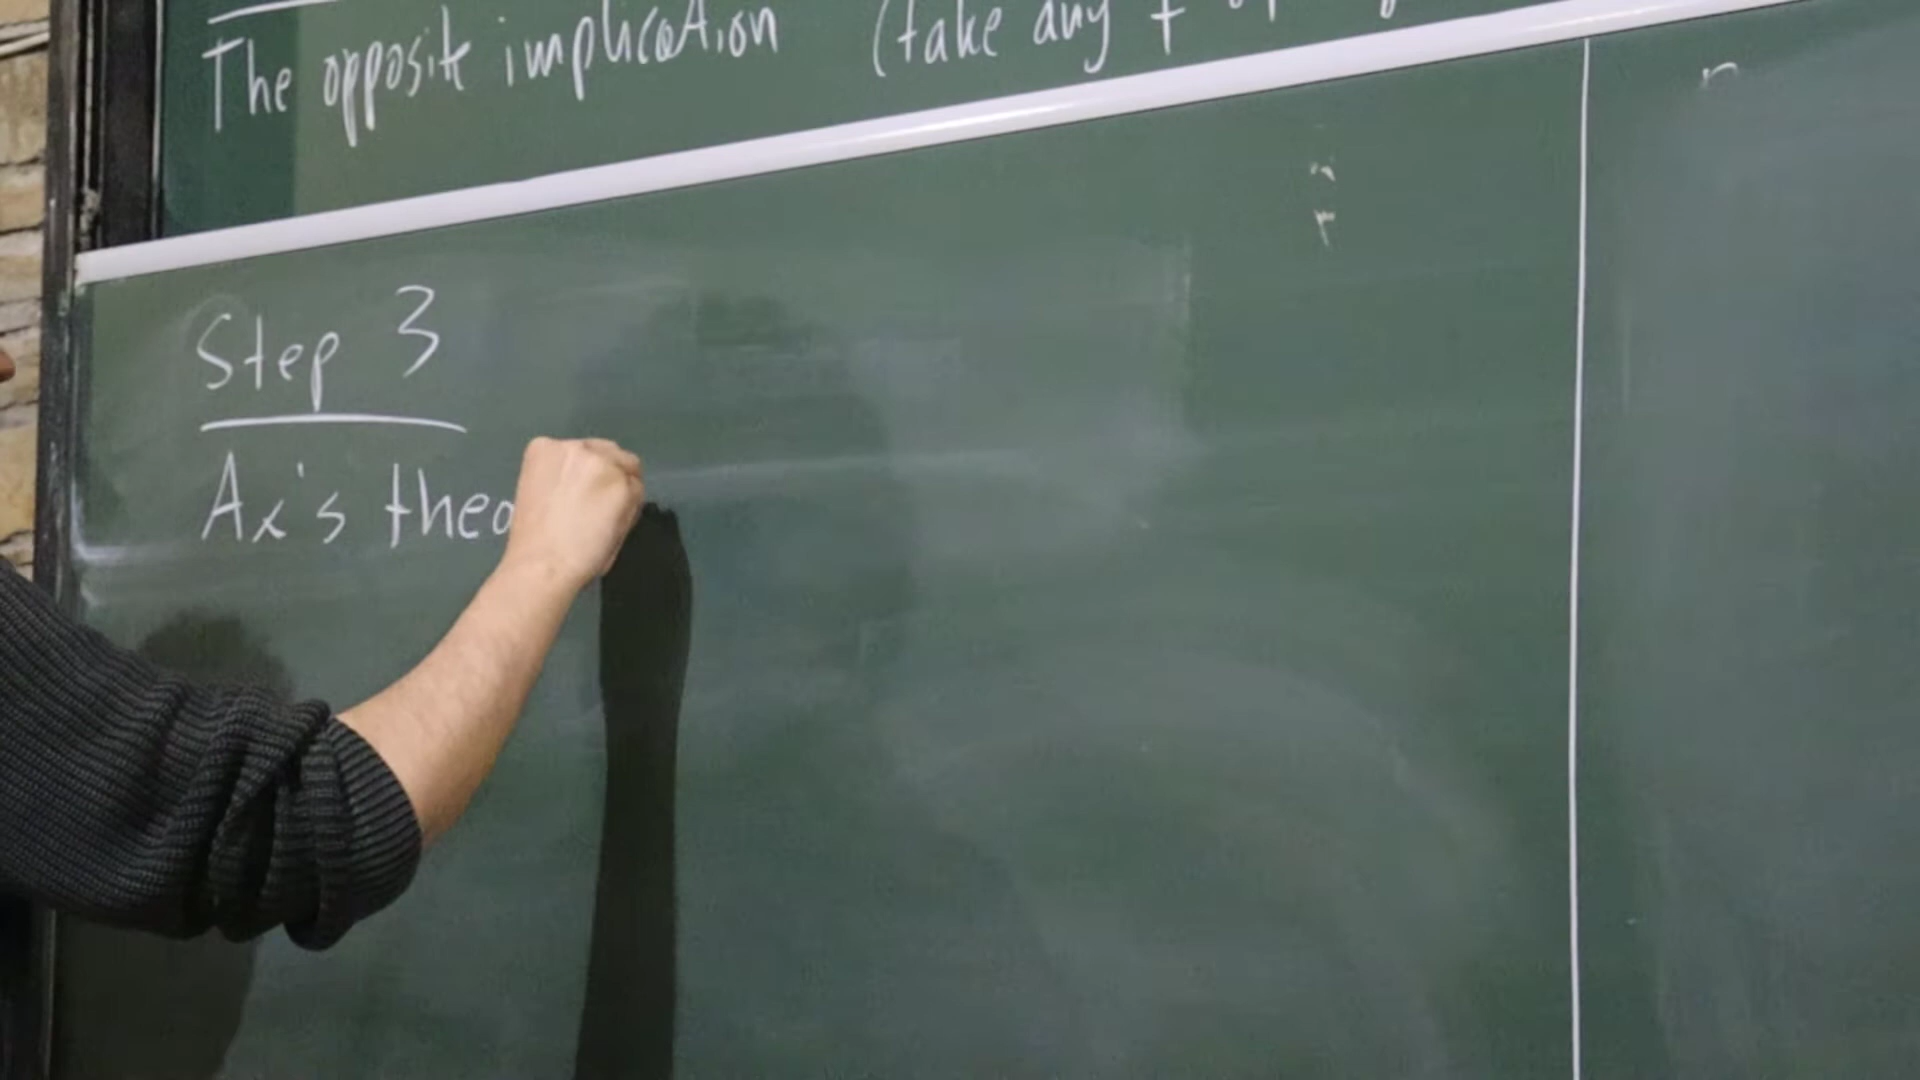 The opposite implication (take any f
Step 3
Ax's theo